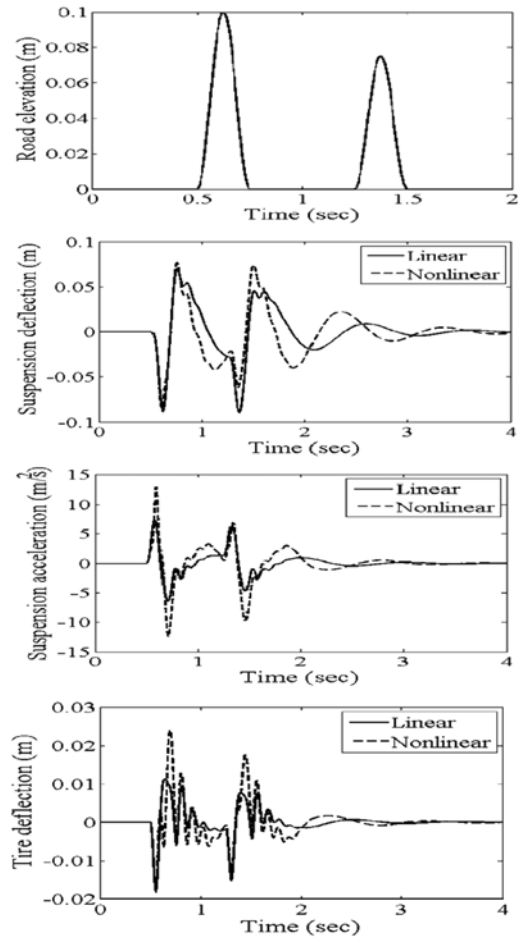 0.1
0.08
0.06
0.04
0.02
0
Road elevation (m)
0 0.5 1 1.5 2
Time (sec)
0.1
0.05
0
-0.05
-0.1
Suspension deflection (m)
Linear
Nonlinear
0 1 2 3 4
Time (sec)
15
10
5
0
-5
-10
-15
Suspension acceleration (m/s²)
Linear
Nonlinear
0 1 2 3 4
Time (sec)
0.03
0.02
0.01
0
-0.01
-0.02
Tire deflection (m)
Linear
Nonlinear
0 1 2 3 4
Time (sec)